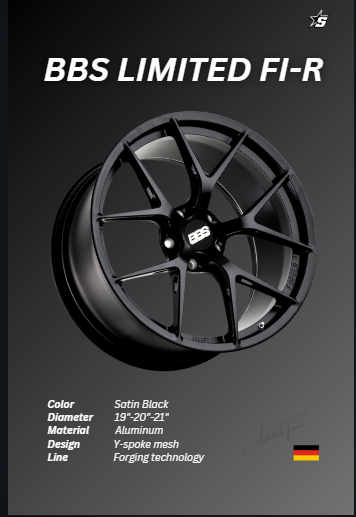 S
BBS LIMITED FI-R
BBS
BBS
Color Satin Black
Diameter 19"-20"-21"
Material Aluminum
Design Y-spoke mesh
Line Forging technology